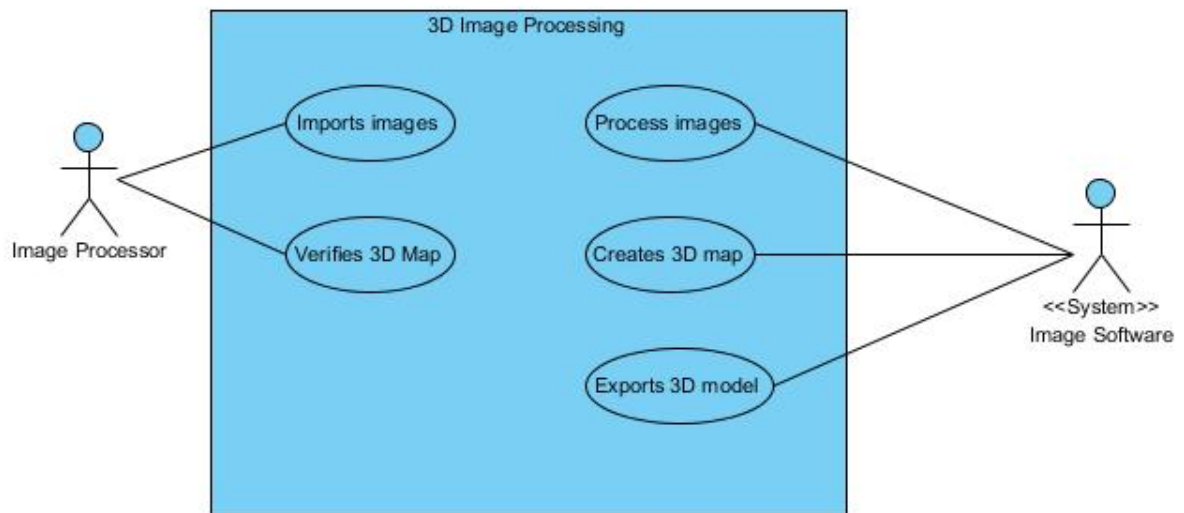 3D Image Processing
Imports images
Process images
Image Processor
Verifies 3D Map
Creates 3D map
<<System>>
Image Software
Exports 3D model